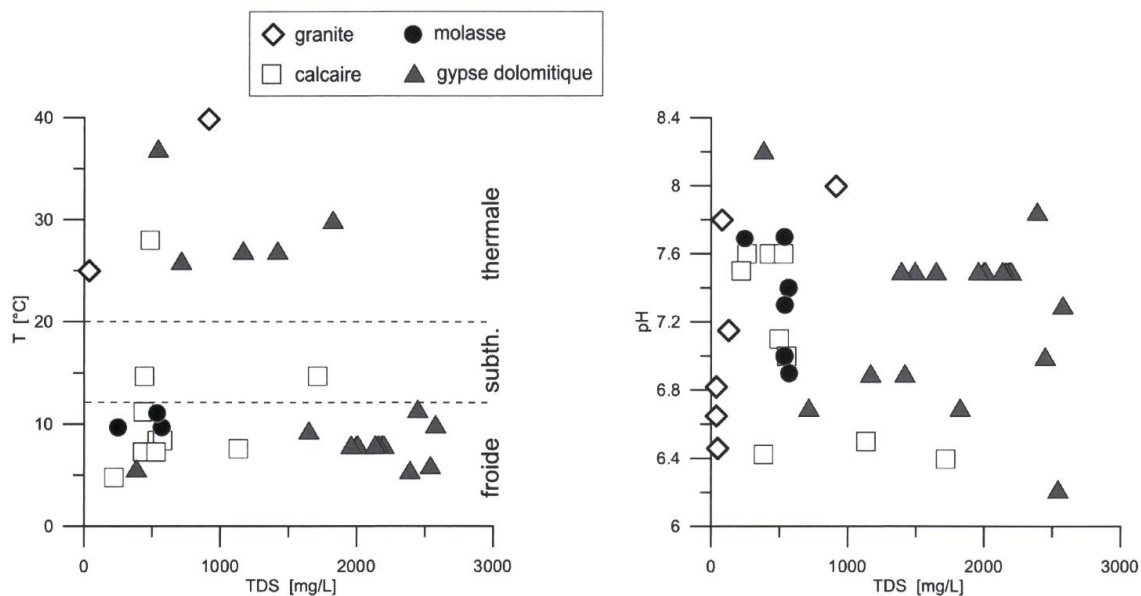 granite molasse
calcaire gypse dolomitique
T [°C]
40
30
20
10
0
thermale
subth.
froide
0 1000 2000 3000
TDS [mg/L]
pH
8.4
8
7.6
7.2
6.8
6.4
6
0 1000 2000 3000
TDS [mg/L]